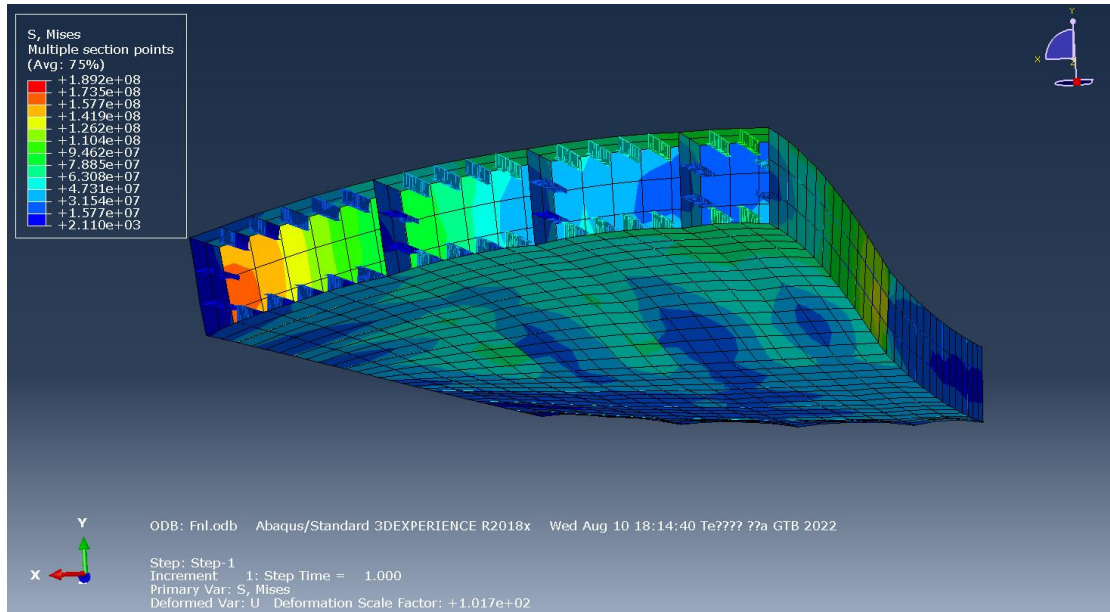 S, Mises
Multiple section points
(Avg: 75%)
+1.892e+08
+1.735e+08
+1.577e+08
+1.419e+08
+1.262e+08
+1.104e+08
+9.462e+07
+7.885e+07
+6.308e+07
+4.731e+07
+3.154e+07
+1.577e+07
+2.110e+03
Y
X
Z
Y
X
ODB: Fnl.odb Abaqus/Standard 3DEXPERIENCE R2018x Wed Aug 10 18:14:40 Te???? ??a GTB 2022
Step: Step-1
Increment 1: Step Time = 1.000
Primary Var: S, Mises
Deformed Var: U Deformation Scale Factor: +1.017e+02